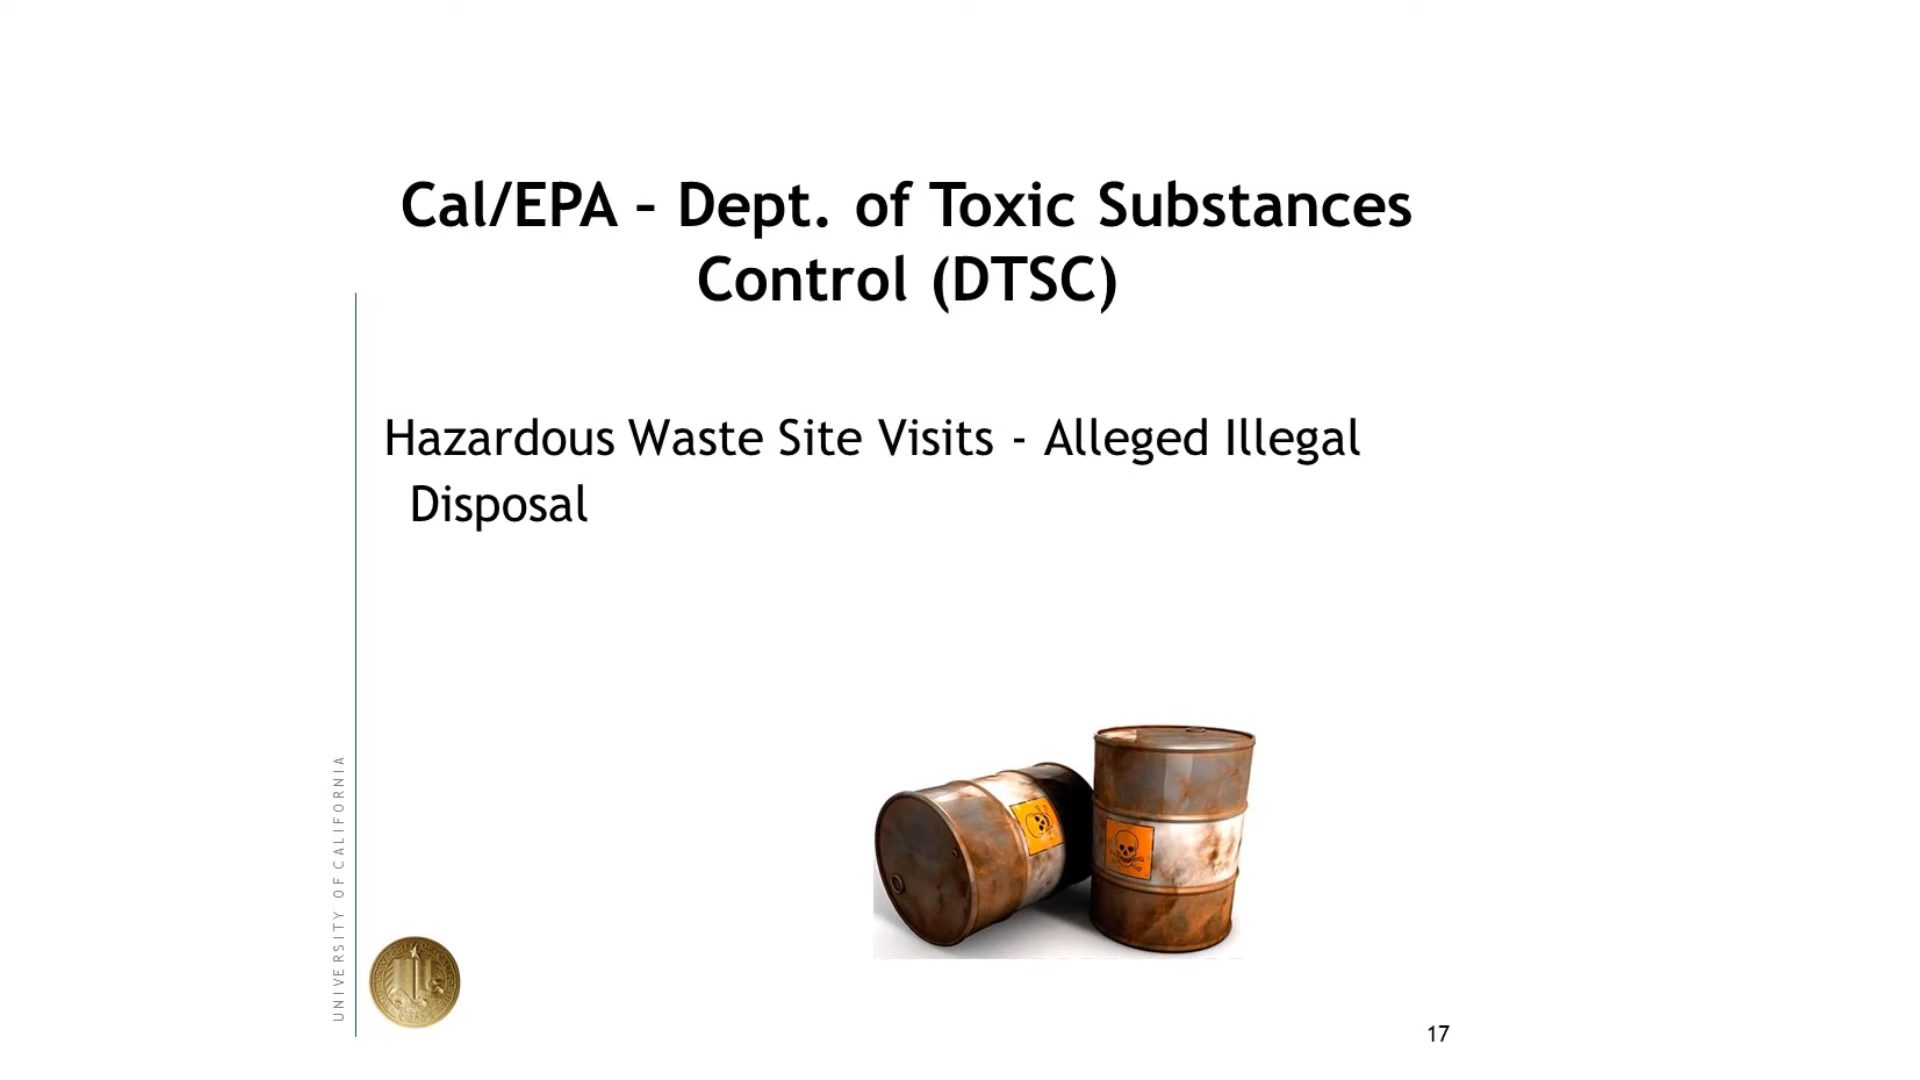 Cal/EPA – Dept. of Toxic Substances
Control (DTSC)
Hazardous Waste Site Visits - Alleged Illegal
Disposal
UNIVERSITY OF CALIFORNIA
17